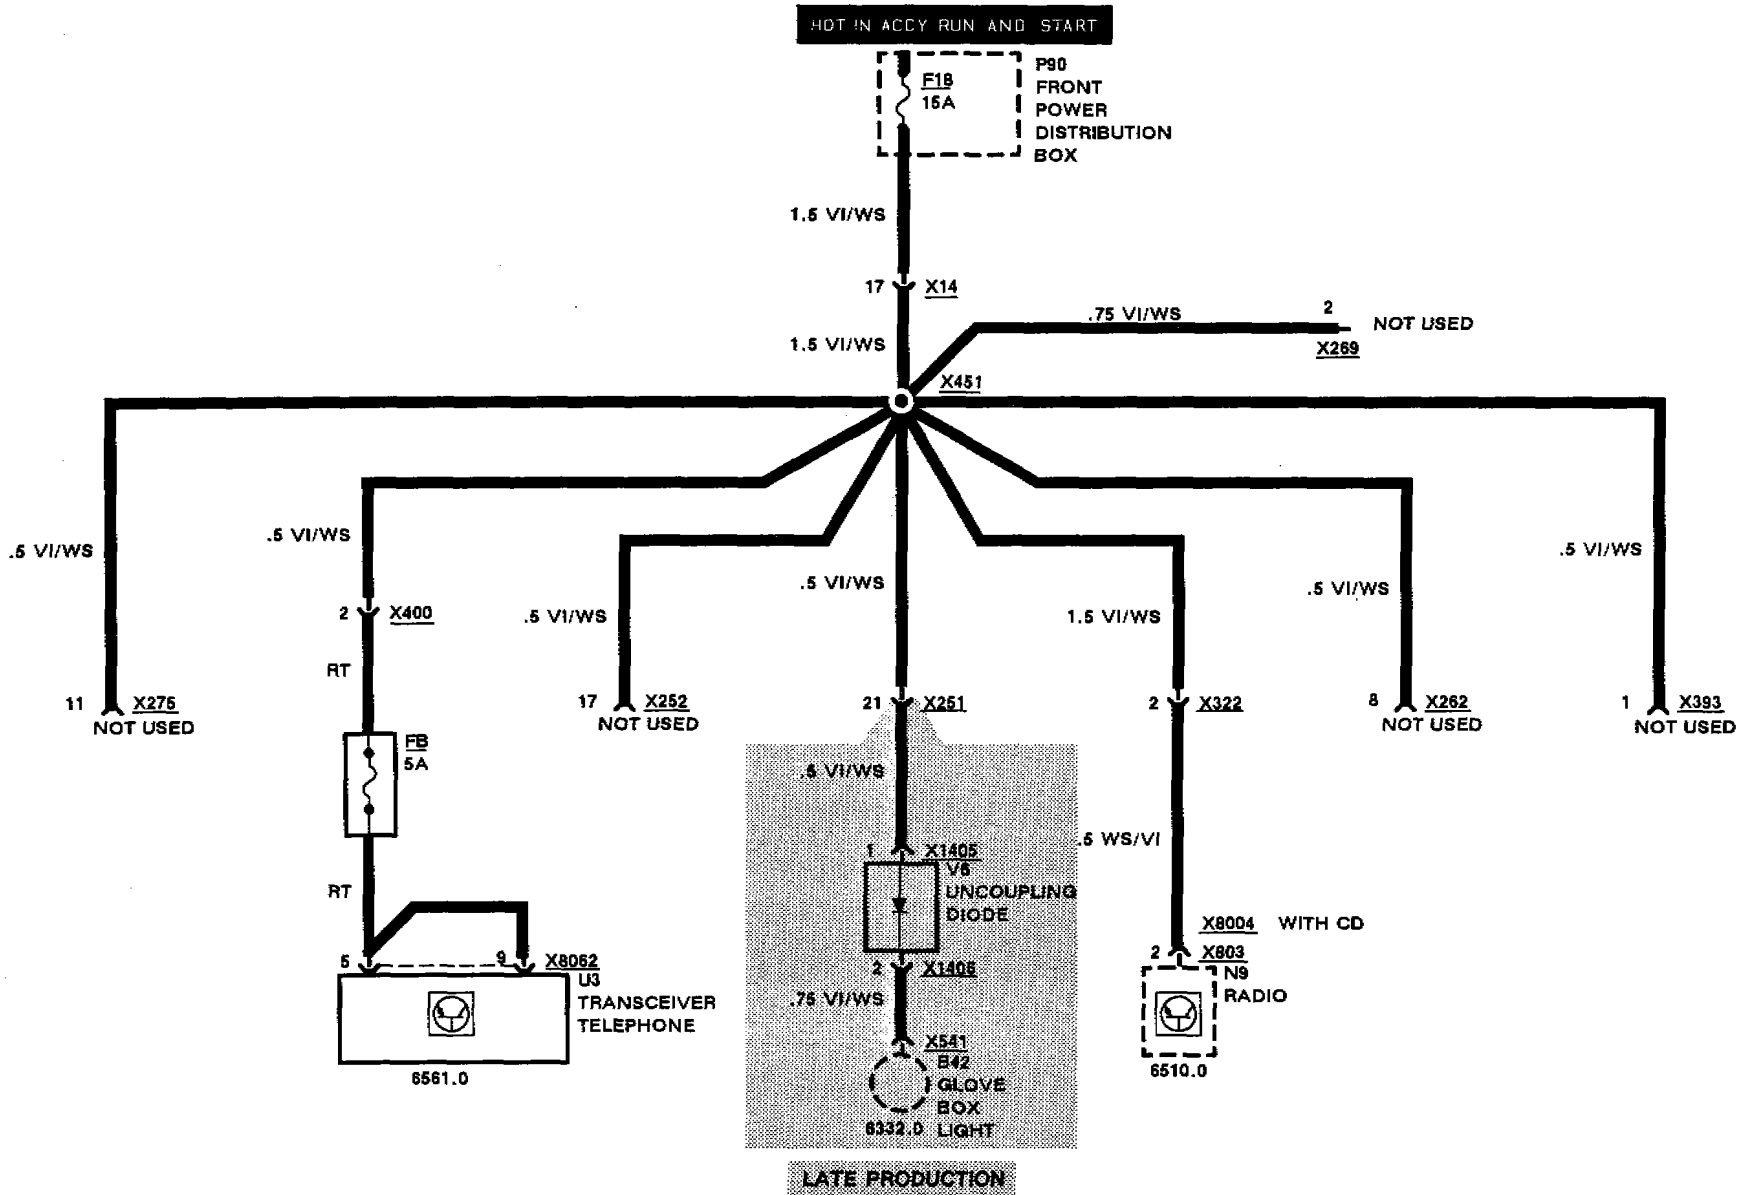 HOT IN ACCY RUN AND START
P90
FRONT
POWER
DISTRIBUTION
BOX
F18
15A
1.5 VI/WS
17 X14
1.5 VI/WS
.75 VI/WS
2
NOT USED
X269
X451
.5 VI/WS
.5 VI/WS
.5 VI/WS
.5 VI/WS
1.5 VI/WS
.5 VI/WS
.5 VI/WS
2 X400
RT
11 X275
NOT USED
17 X252
NOT USED
21 X251
2 X322
8 X262
NOT USED
1 X393
NOT USED
FB
5A
.5 VI/WS
.5 WS/VI
1 X1405
V6
UNCOUPLING
DIODE
RT
X8004 WITH CD
5 9 X8062
U3
TRANSCEIVER
TELEPHONE
6561.0
2 X1406
.75 VI/WS
X541
B42
GLOVE
BOX
LIGHT
6332.0
2 X803
N9
RADIO
6510.0
LATE PRODUCTION